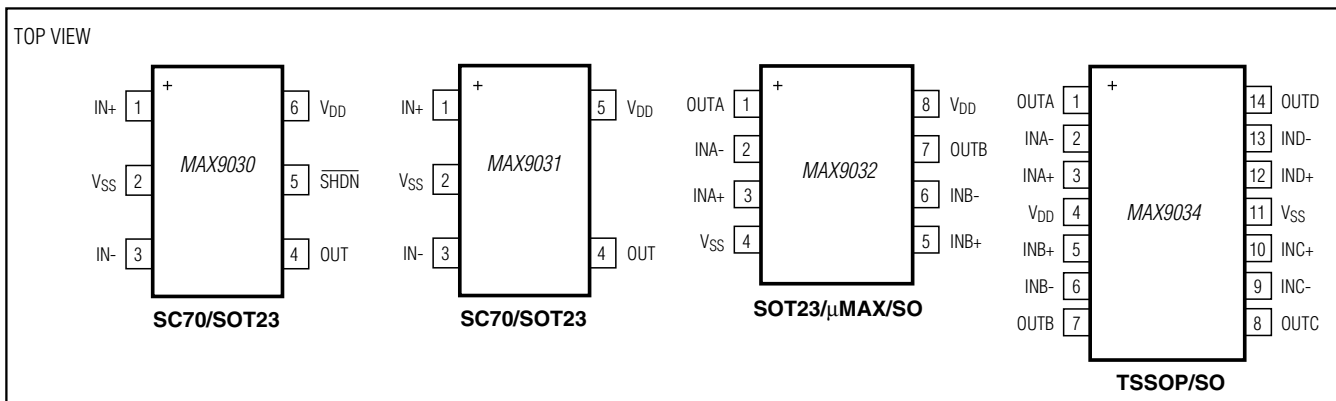 TOP VIEW
+
IN+ 1
6 VDD
MAX9030
VSS 2
5 SHDN
IN- 3
4 OUT
SC70/SOT23
+
IN+ 1
5 VDD
MAX9031
VSS 2
IN- 3
4 OUT
SC70/SOT23
+
OUTA 1
8 VDD
INA- 2
7 OUTB
MAX9032
INA+ 3
6 INB-
VSS 4
5 INB+
SOT23/μMAX/SO
+
OUTA 1
14 OUTD
INA- 2
13 IND-
INA+ 3
12 IND+
MAX9034
VDD 4
11 VSS
INB+ 5
10 INC+
INB- 6
9 INC-
OUTB 7
8 OUTC
TSSOP/SO